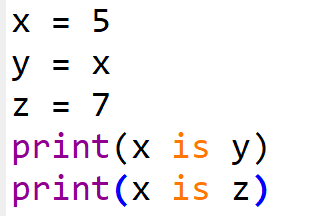 x = 5
y = x
z = 7
print(x is y)
print(x is z)